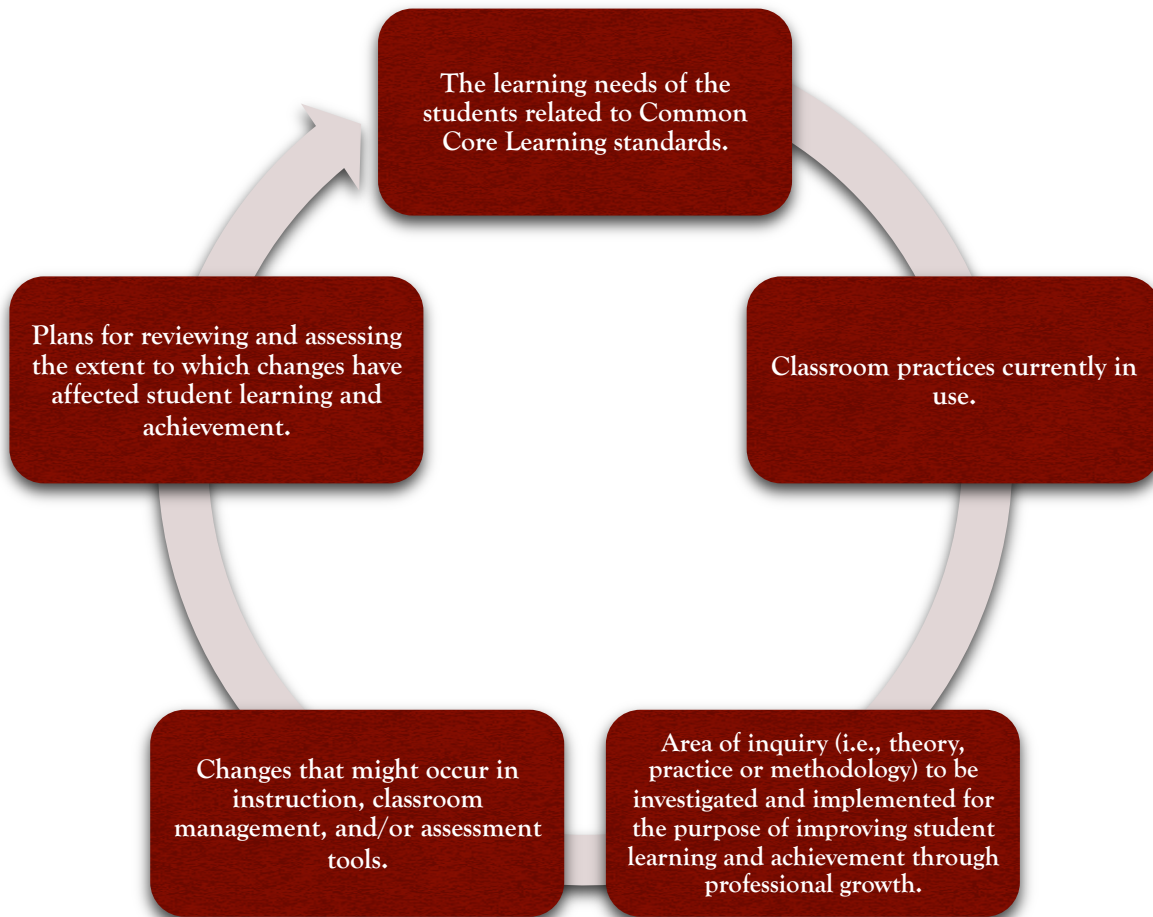 The learning needs of the
students related to Common
Core Learning standards.
Classroom practices currently in
use.
Area of inquiry (i.e., theory,
practice or methodology) to be
investigated and implemented for
the purpose of improving student
learning and achievement through
professional growth.
Changes that might occur in
instruction, classroom
management, and/or assessment
tools.
Plans for reviewing and assessing
the extent to which changes have
affected student learning and
achievement.